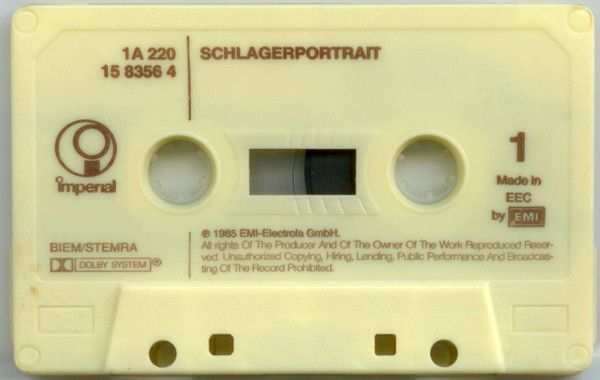 1A 220
15 8356 4
SCHLAGERPORTRAIT
imperial
1
Made in
EEC
by EMI
BIEM/STEMRA
DOLBY SYSTEM®
℗ 1985 EMI-Electrola GmbH.
All rights Of The Producer And Of The Owner Of The Work Reproduced Reser-
ved. Unauthorized Copying, Hiring, Lending, Public Performance And Broadcas-
ting Of The Record Prohibited.